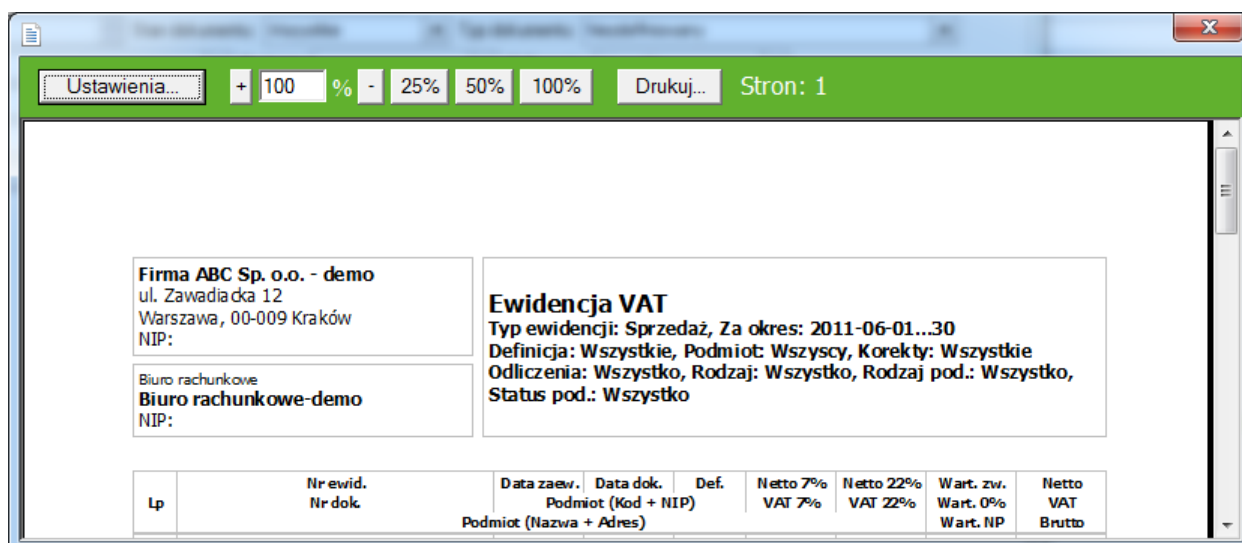 Ustawienia... + 100 % - 25% 50% 100% Drukuj... Stron: 1
Firma ABC Sp. o.o. - demo
ul. Zawadiacka 12
Warszawa, 00-009 Kraków
NIP:
Biuro rachunkowe
Biuro rachunkowe-demo
NIP:
Ewidencja VAT
Typ ewidencji: Sprzedaż, Za okres: 2011-06-01...30
Definicja: Wszystkie, Podmiot: Wszyscy, Korekty: Wszystkie
Odliczenia: Wszystko, Rodzaj: Wszystko, Rodzaj pod.: Wszystko,
Status pod.: Wszystko
Nr ewid. Data zaew. Data dok. Def. Netto 7% Netto 22% Wart. zw. Netto
Lp Nr dok. Podmiot (Kod + NIP) VAT 7% VAT 22% Wart. 0% VAT
Podmiot (Nazwa + Adres) Wart. NP Brutto